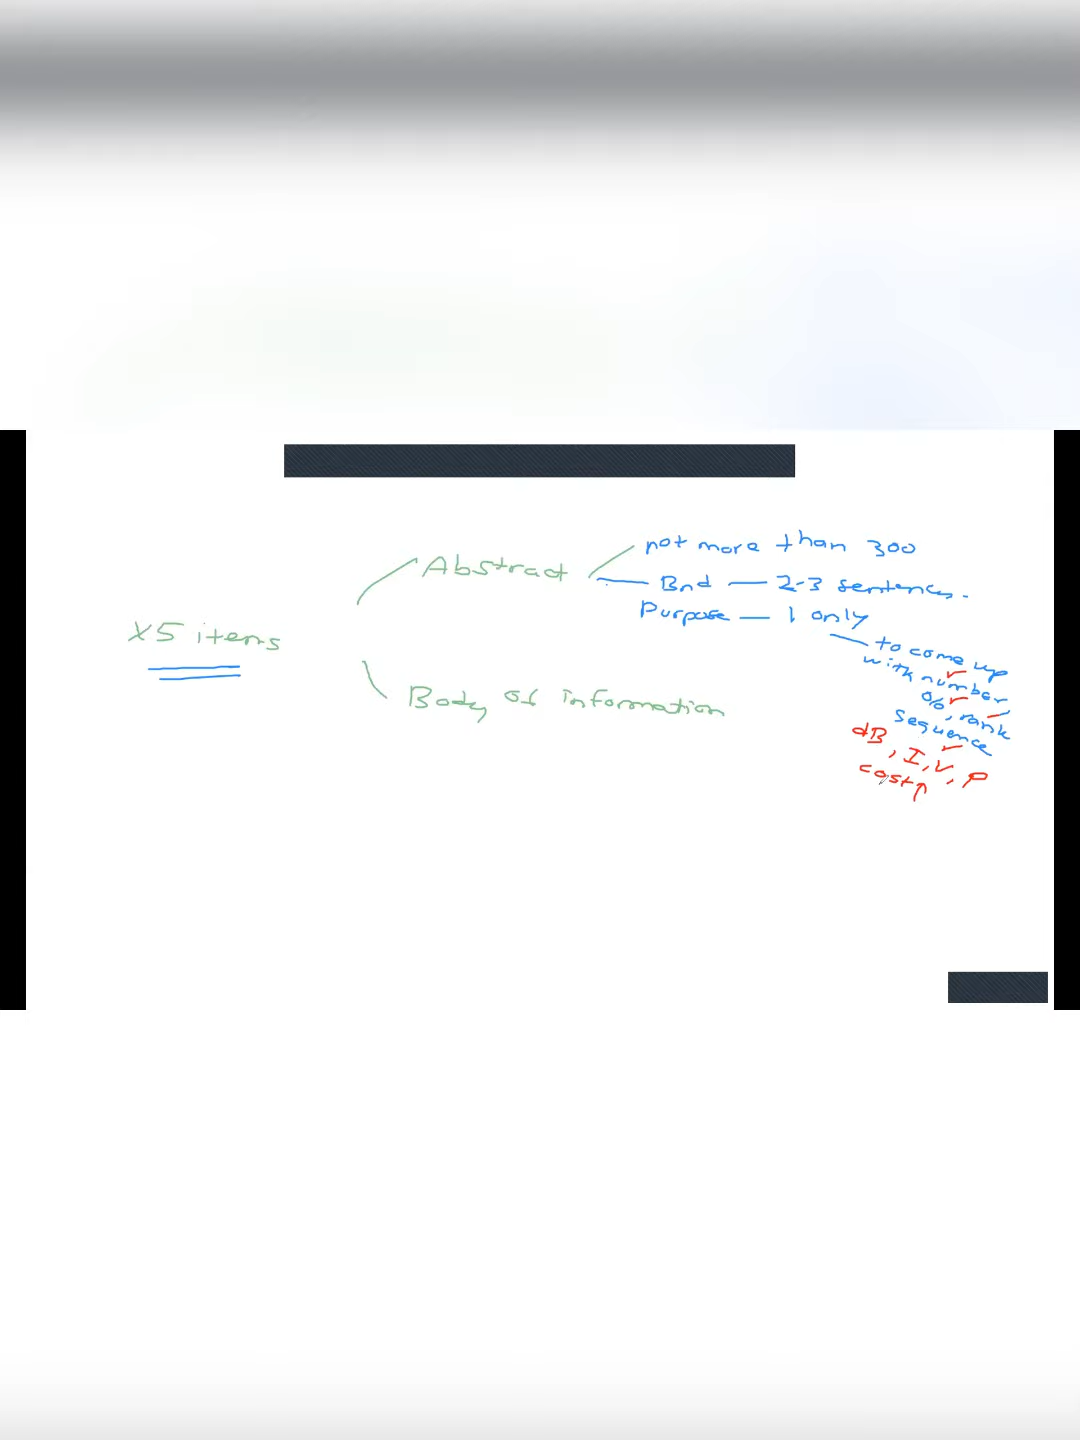 not more than 300
Abstract
Bnd — 2-3 sentences.
Purpose — 1 only
X5 items
to come up
with number
%, rank
sequence
Body of information
dB, I, V, P
cost↑